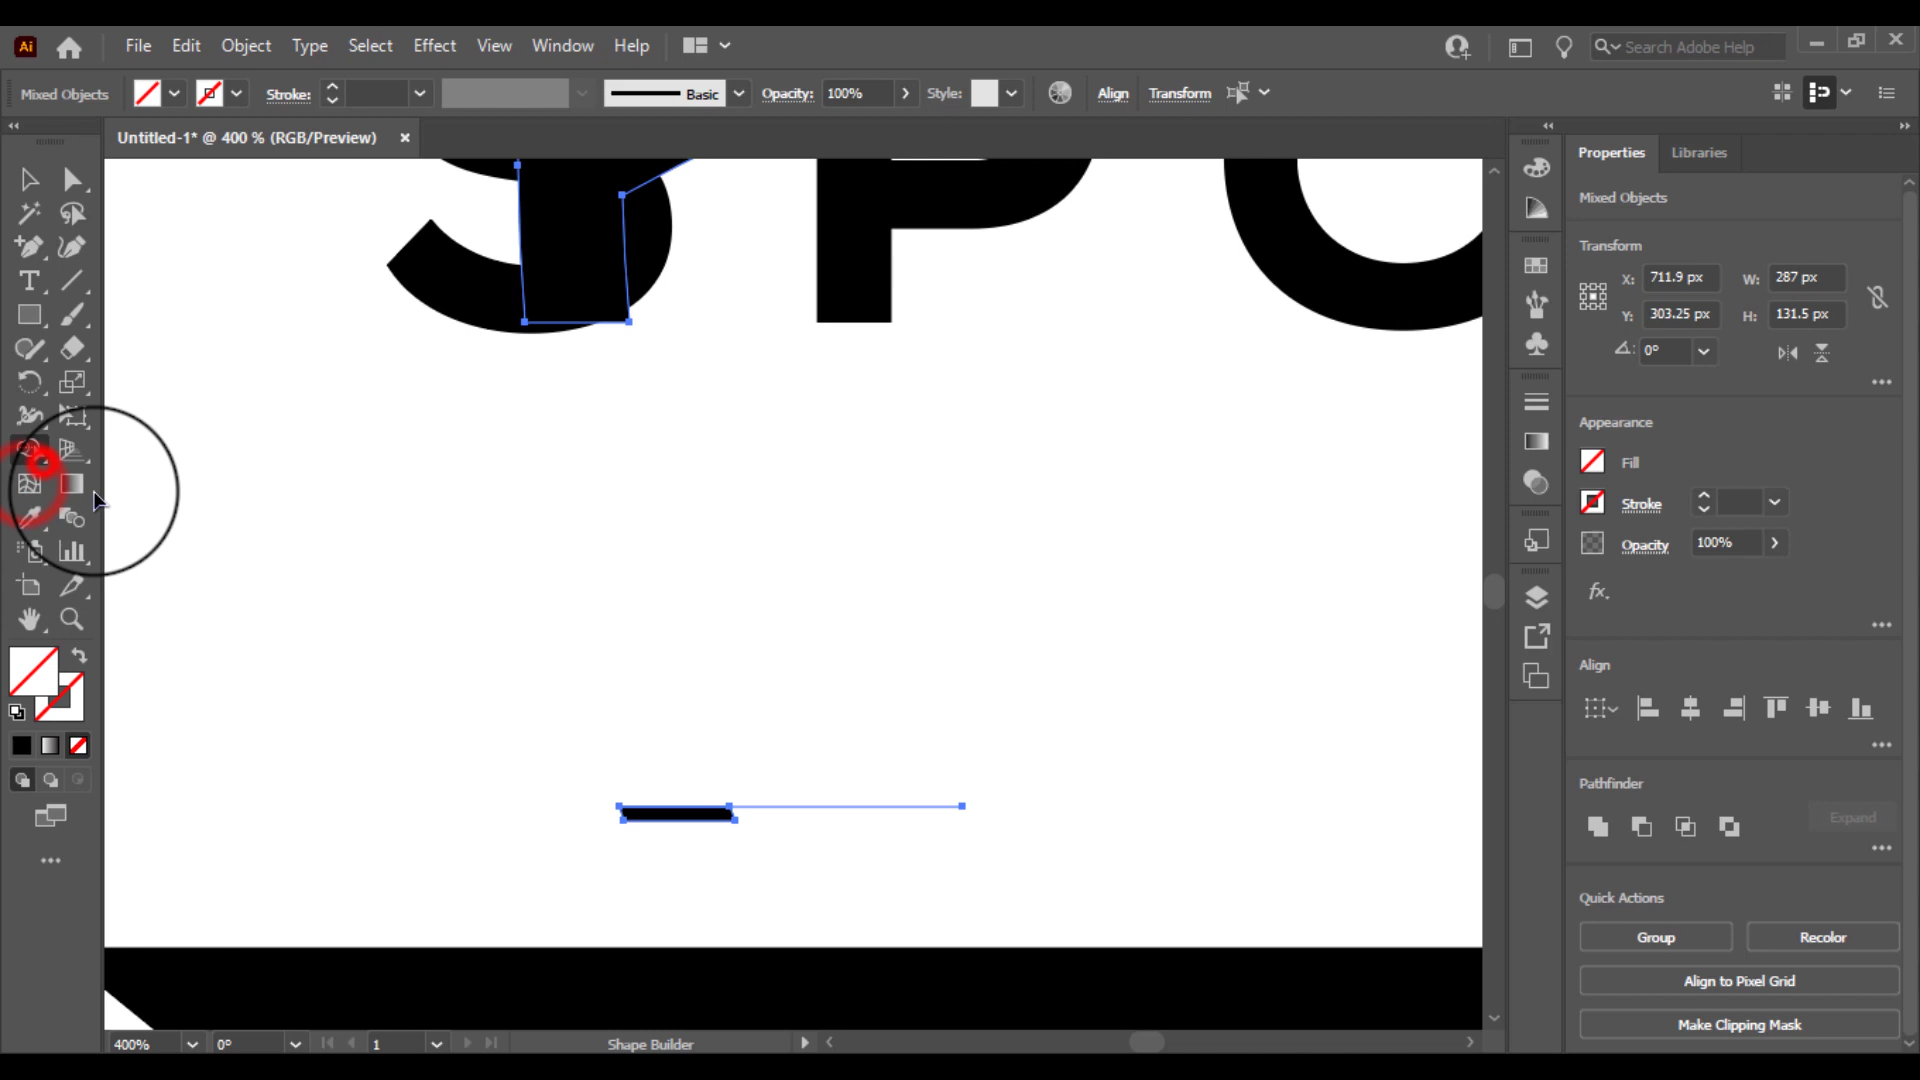 Ai File Edit Object Type Select Effect View Window Help Search Adobe Help
Mixed Objects Stroke: Basic Opacity: 100% Style: Align Transform
Untitled-1* @ 400 % (RGB/Preview) ×
Properties Libraries
Mixed Objects
Transform
X: 711.9 px W: 287 px
Y: 303.25 px H: 131.5 px
0°
Appearance
Fill
Stroke
Opacity 100%
fx.
Align
Pathfinder
Expand
Quick Actions
Group Recolor
Align to Pixel Grid
Make Clipping Mask
SPO
400% 0° 1 Shape Builder